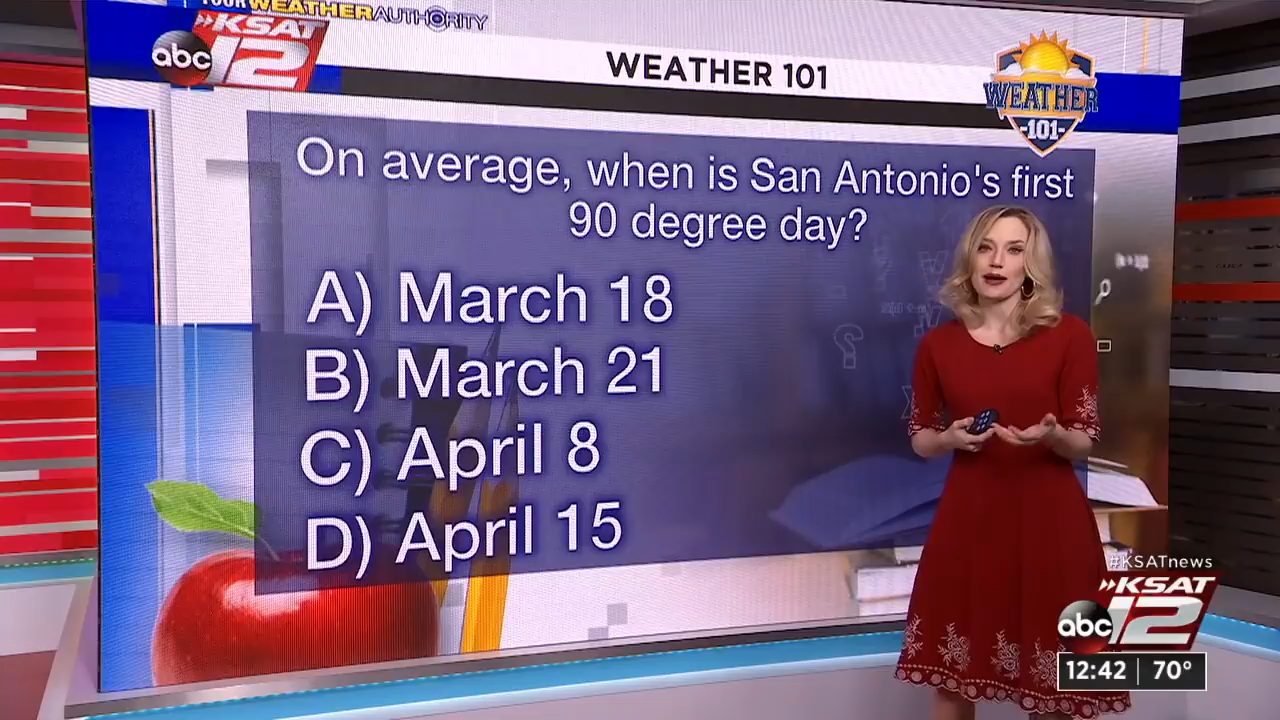 YOUR WEATHER AUTHORITY
KSAT
abc 12
WEATHER 101
WEATHER
-101-
On average, when is San Antonio's first
90 degree day?
A) March 18
B) March 21
C) April 8
D) April 15
#KSATnews
KSAT
abc 12
12:42 70°